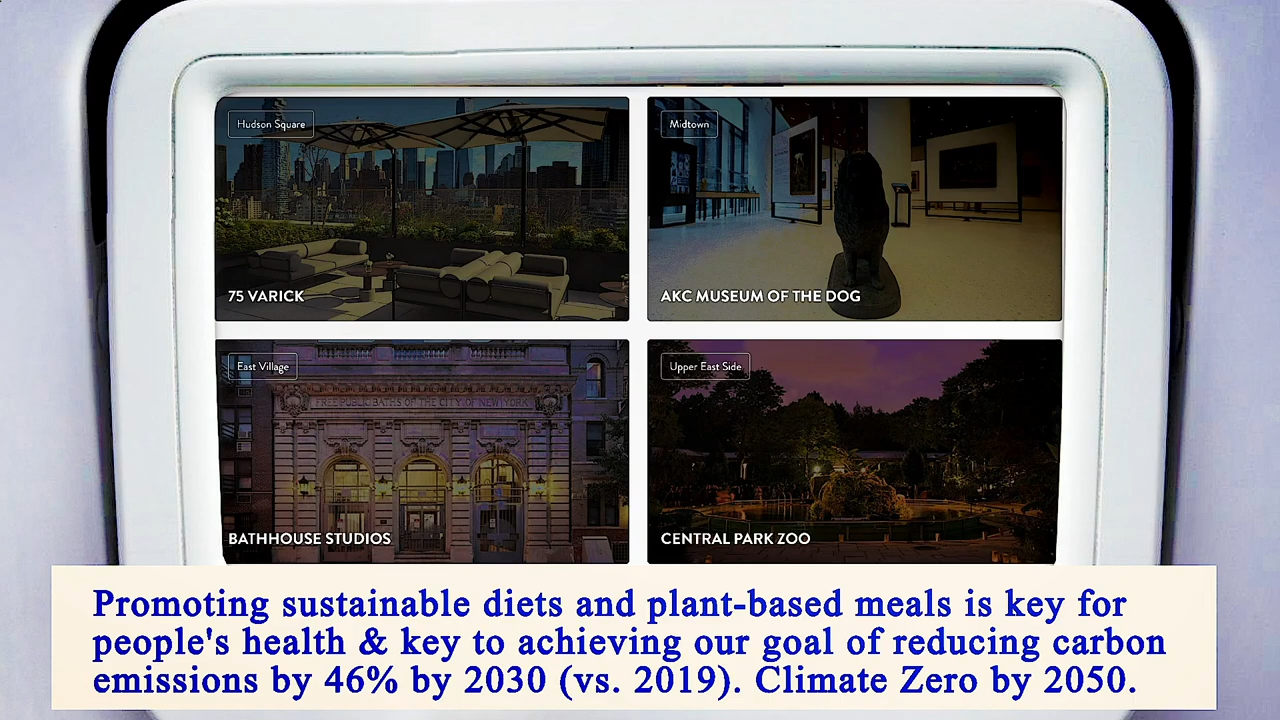 Hudson Square
Midtown
75 VARICK
AKC MUSEUM OF THE DOG
East Village
Upper East Side
FREE PUBLIC BATHS OF THE CITY OF NEW YORK
BATHHOUSE STUDIOS
CENTRAL PARK ZOO
Promoting sustainable diets and plant-based meals is key for
people's health & key to achieving our goal of reducing carbon
emissions by 46% by 2030 (vs. 2019). Climate Zero by 2050.